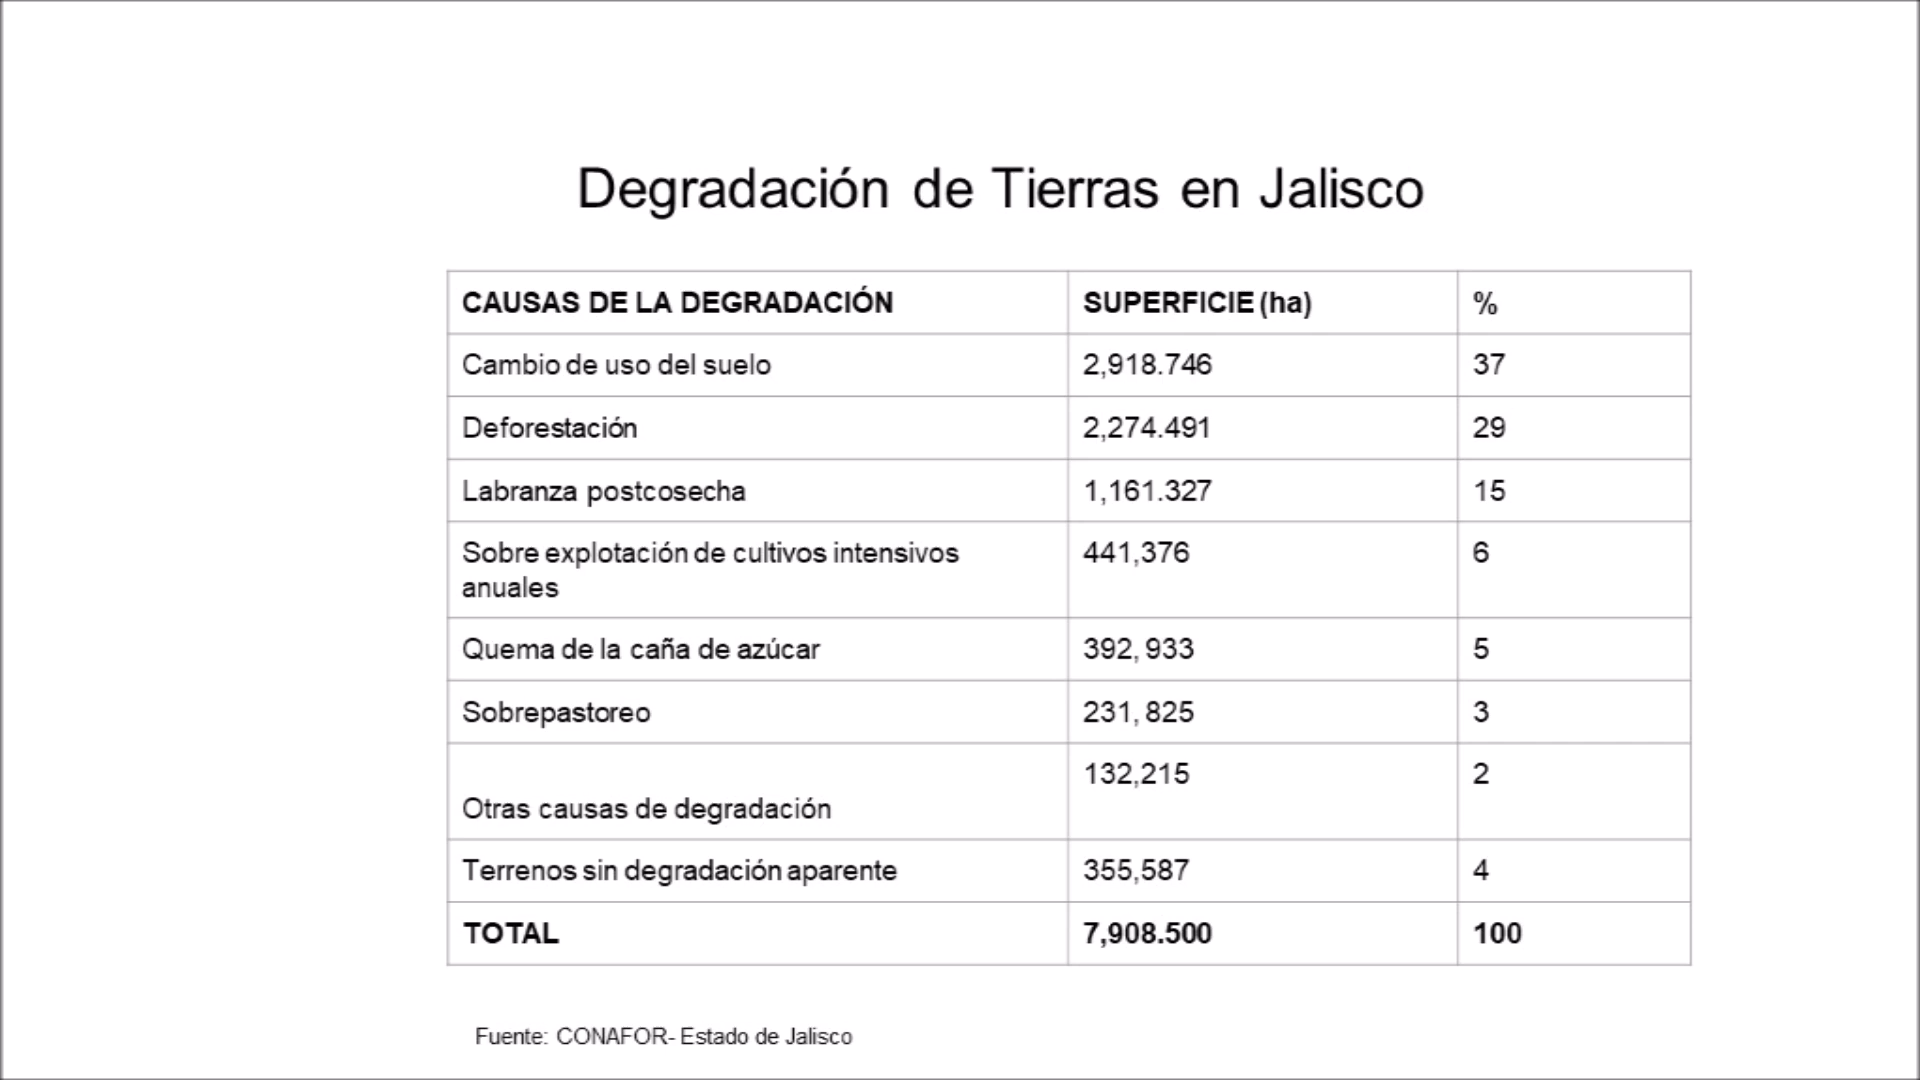 Degradación de Tierras en Jalisco
CAUSAS DE LA DEGRADACIÓN SUPERFICIE (ha) %
Cambio de uso del suelo 2,918.746 37
Deforestación 2,274.491 29
Labranza postcosecha 1,161.327 15
Sobre explotación de cultivos intensivos 441,376 6
anuales
Quema de la caña de azúcar 392, 933 5
Sobrepastoreo 231, 825 3
132,215 2
Otras causas de degradación
Terrenos sin degradación aparente 355,587 4
TOTAL 7,908.500 100
Fuente: CONAFOR- Estado de Jalisco